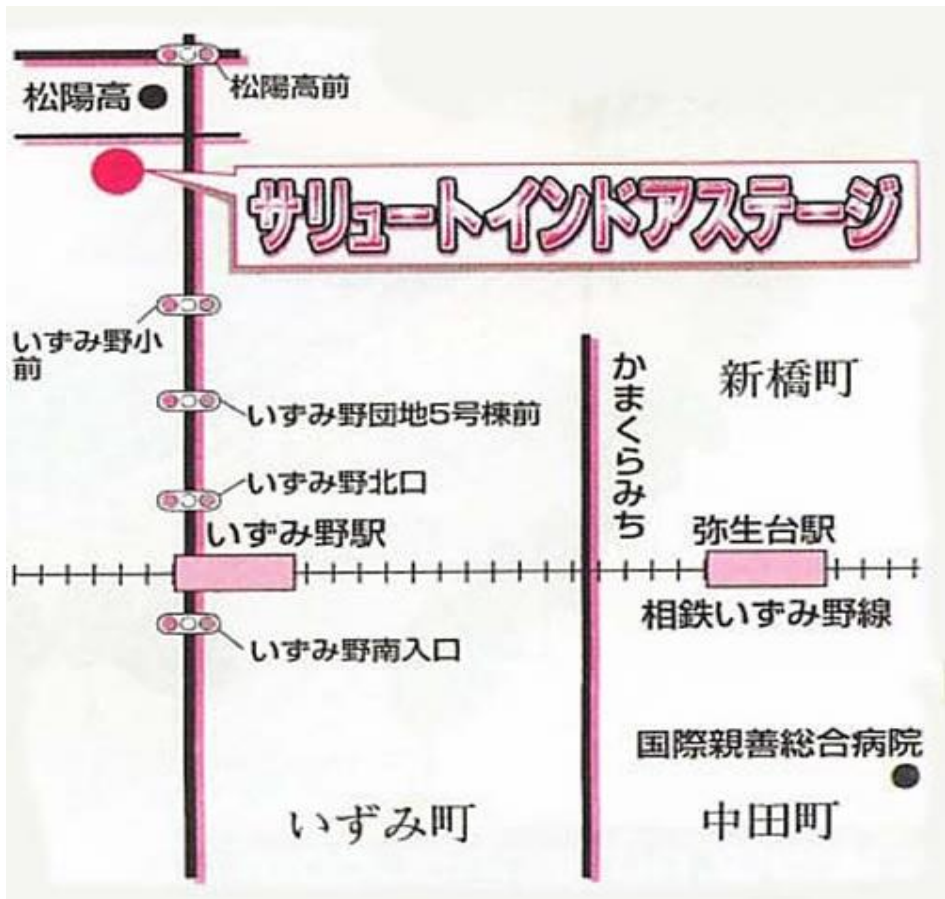 松陽高
松陽高前
サリュートインドアステージ
いずみ野小
前
いずみ野団地5号棟前
いずみ野北口
いずみ野駅
いずみ野南入口
かまくらみち
新橋町
弥生台駅
相鉄いずみ野線
国際親善総合病院
いずみ町
中田町